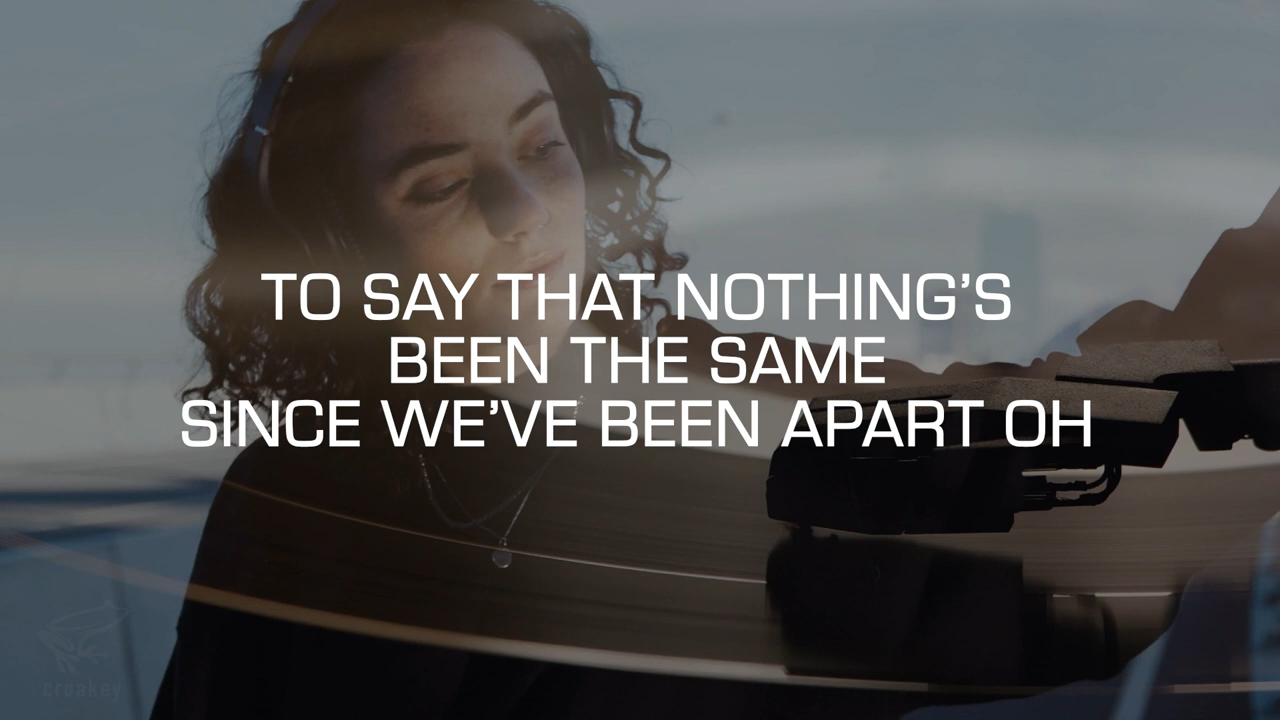 TO SAY THAT NOTHING’S
BEEN THE SAME
SINCE WE’VE BEEN APART OH
croakey